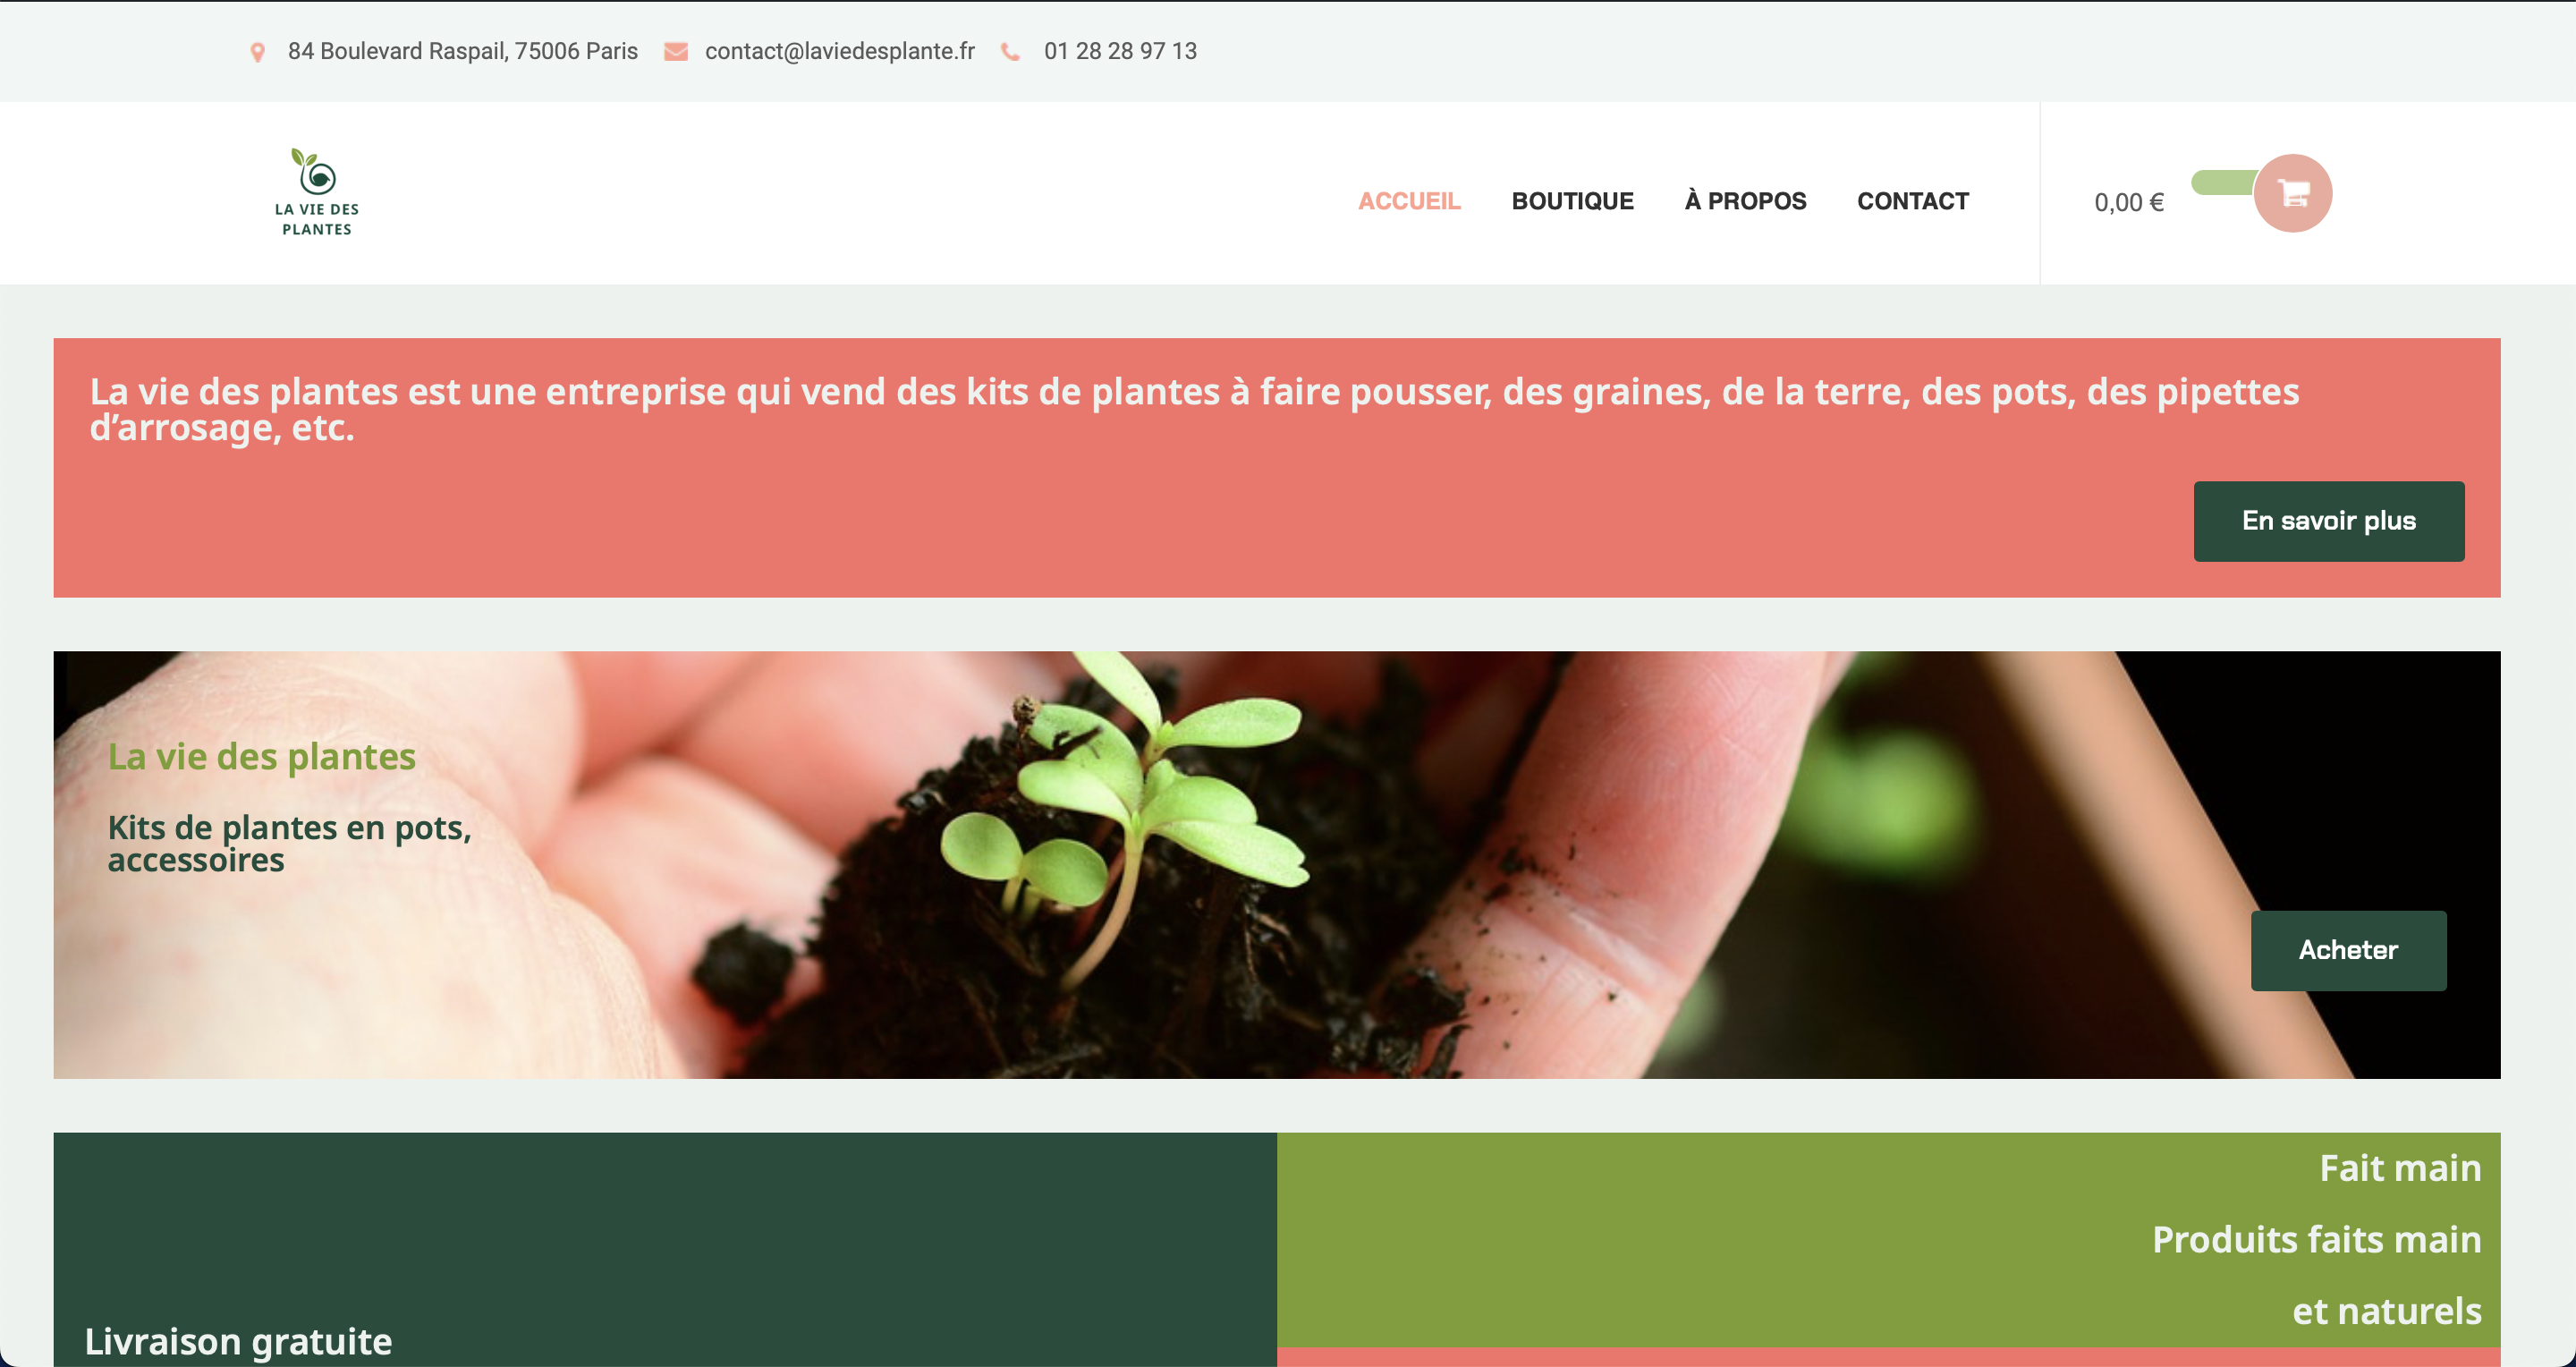 84 Boulevard Raspail, 75006 Paris contact@laviedesplante.fr 01 28 28 97 13
LA VIE DES
PLANTES
ACCUEIL BOUTIQUE À PROPOS CONTACT 0,00 €
La vie des plantes est une entreprise qui vend des kits de plantes à faire pousser, des graines, de la terre, des pots, des pipettes
d’arrosage, etc.
En savoir plus
La vie des plantes
Kits de plantes en pots,
accessoires
Acheter
Livraison gratuite
Fait main
Produits faits main
et naturels